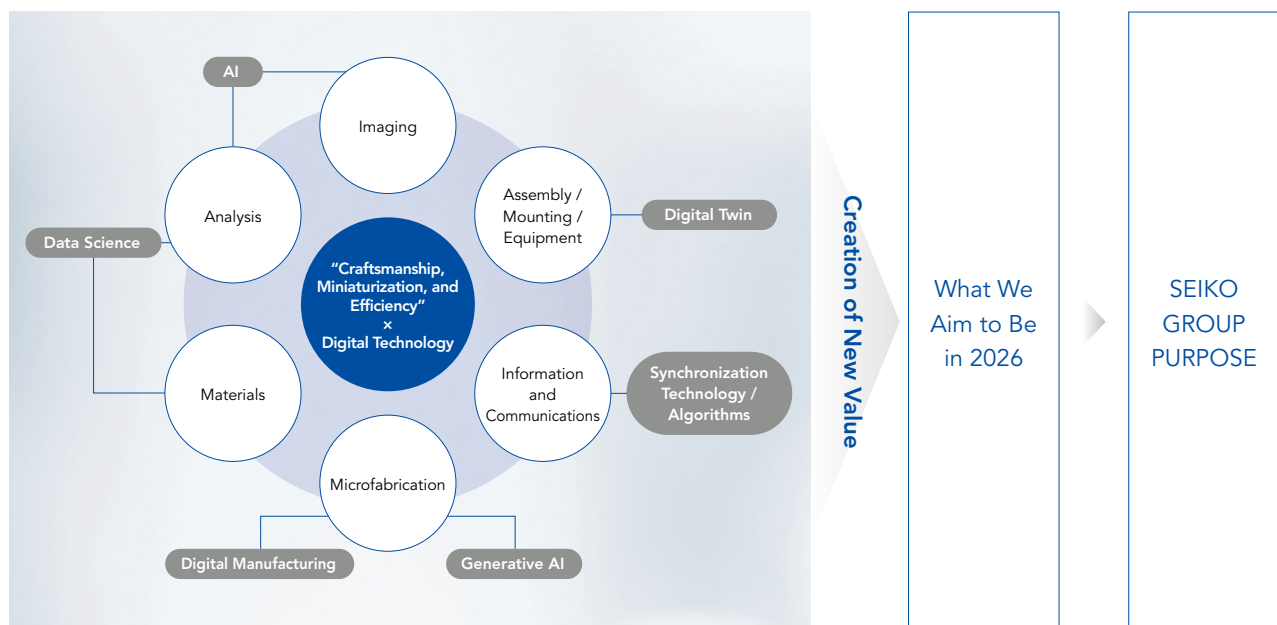 AI
Imaging
Analysis
Assembly /
Mounting /
Equipment
Digital Twin
Data Science
“Craftsmanship,
Miniaturization, and
Efficiency”
×
Digital Technology
Materials
Information
and
Communications
Synchronization
Technology /
Algorithms
Microfabrication
Digital Manufacturing
Generative AI
Creation of New Value
What We
Aim to Be
in 2026
SEIKO
GROUP
PURPOSE